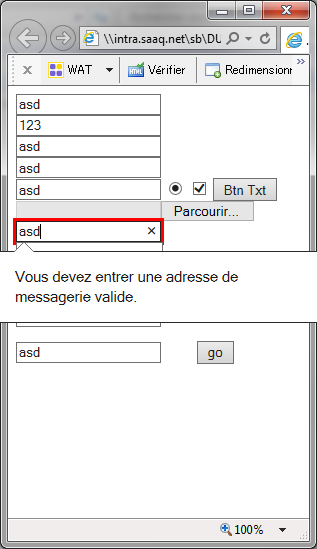 \\intra.saaq.net\sb\DU
x WAT Vérifier Redimensionn »
asd
123
asd
asd
asd Btn Txt
Parcourir...
asd
Vous devez entrer une adresse de
messagerie valide.
asd go
100%